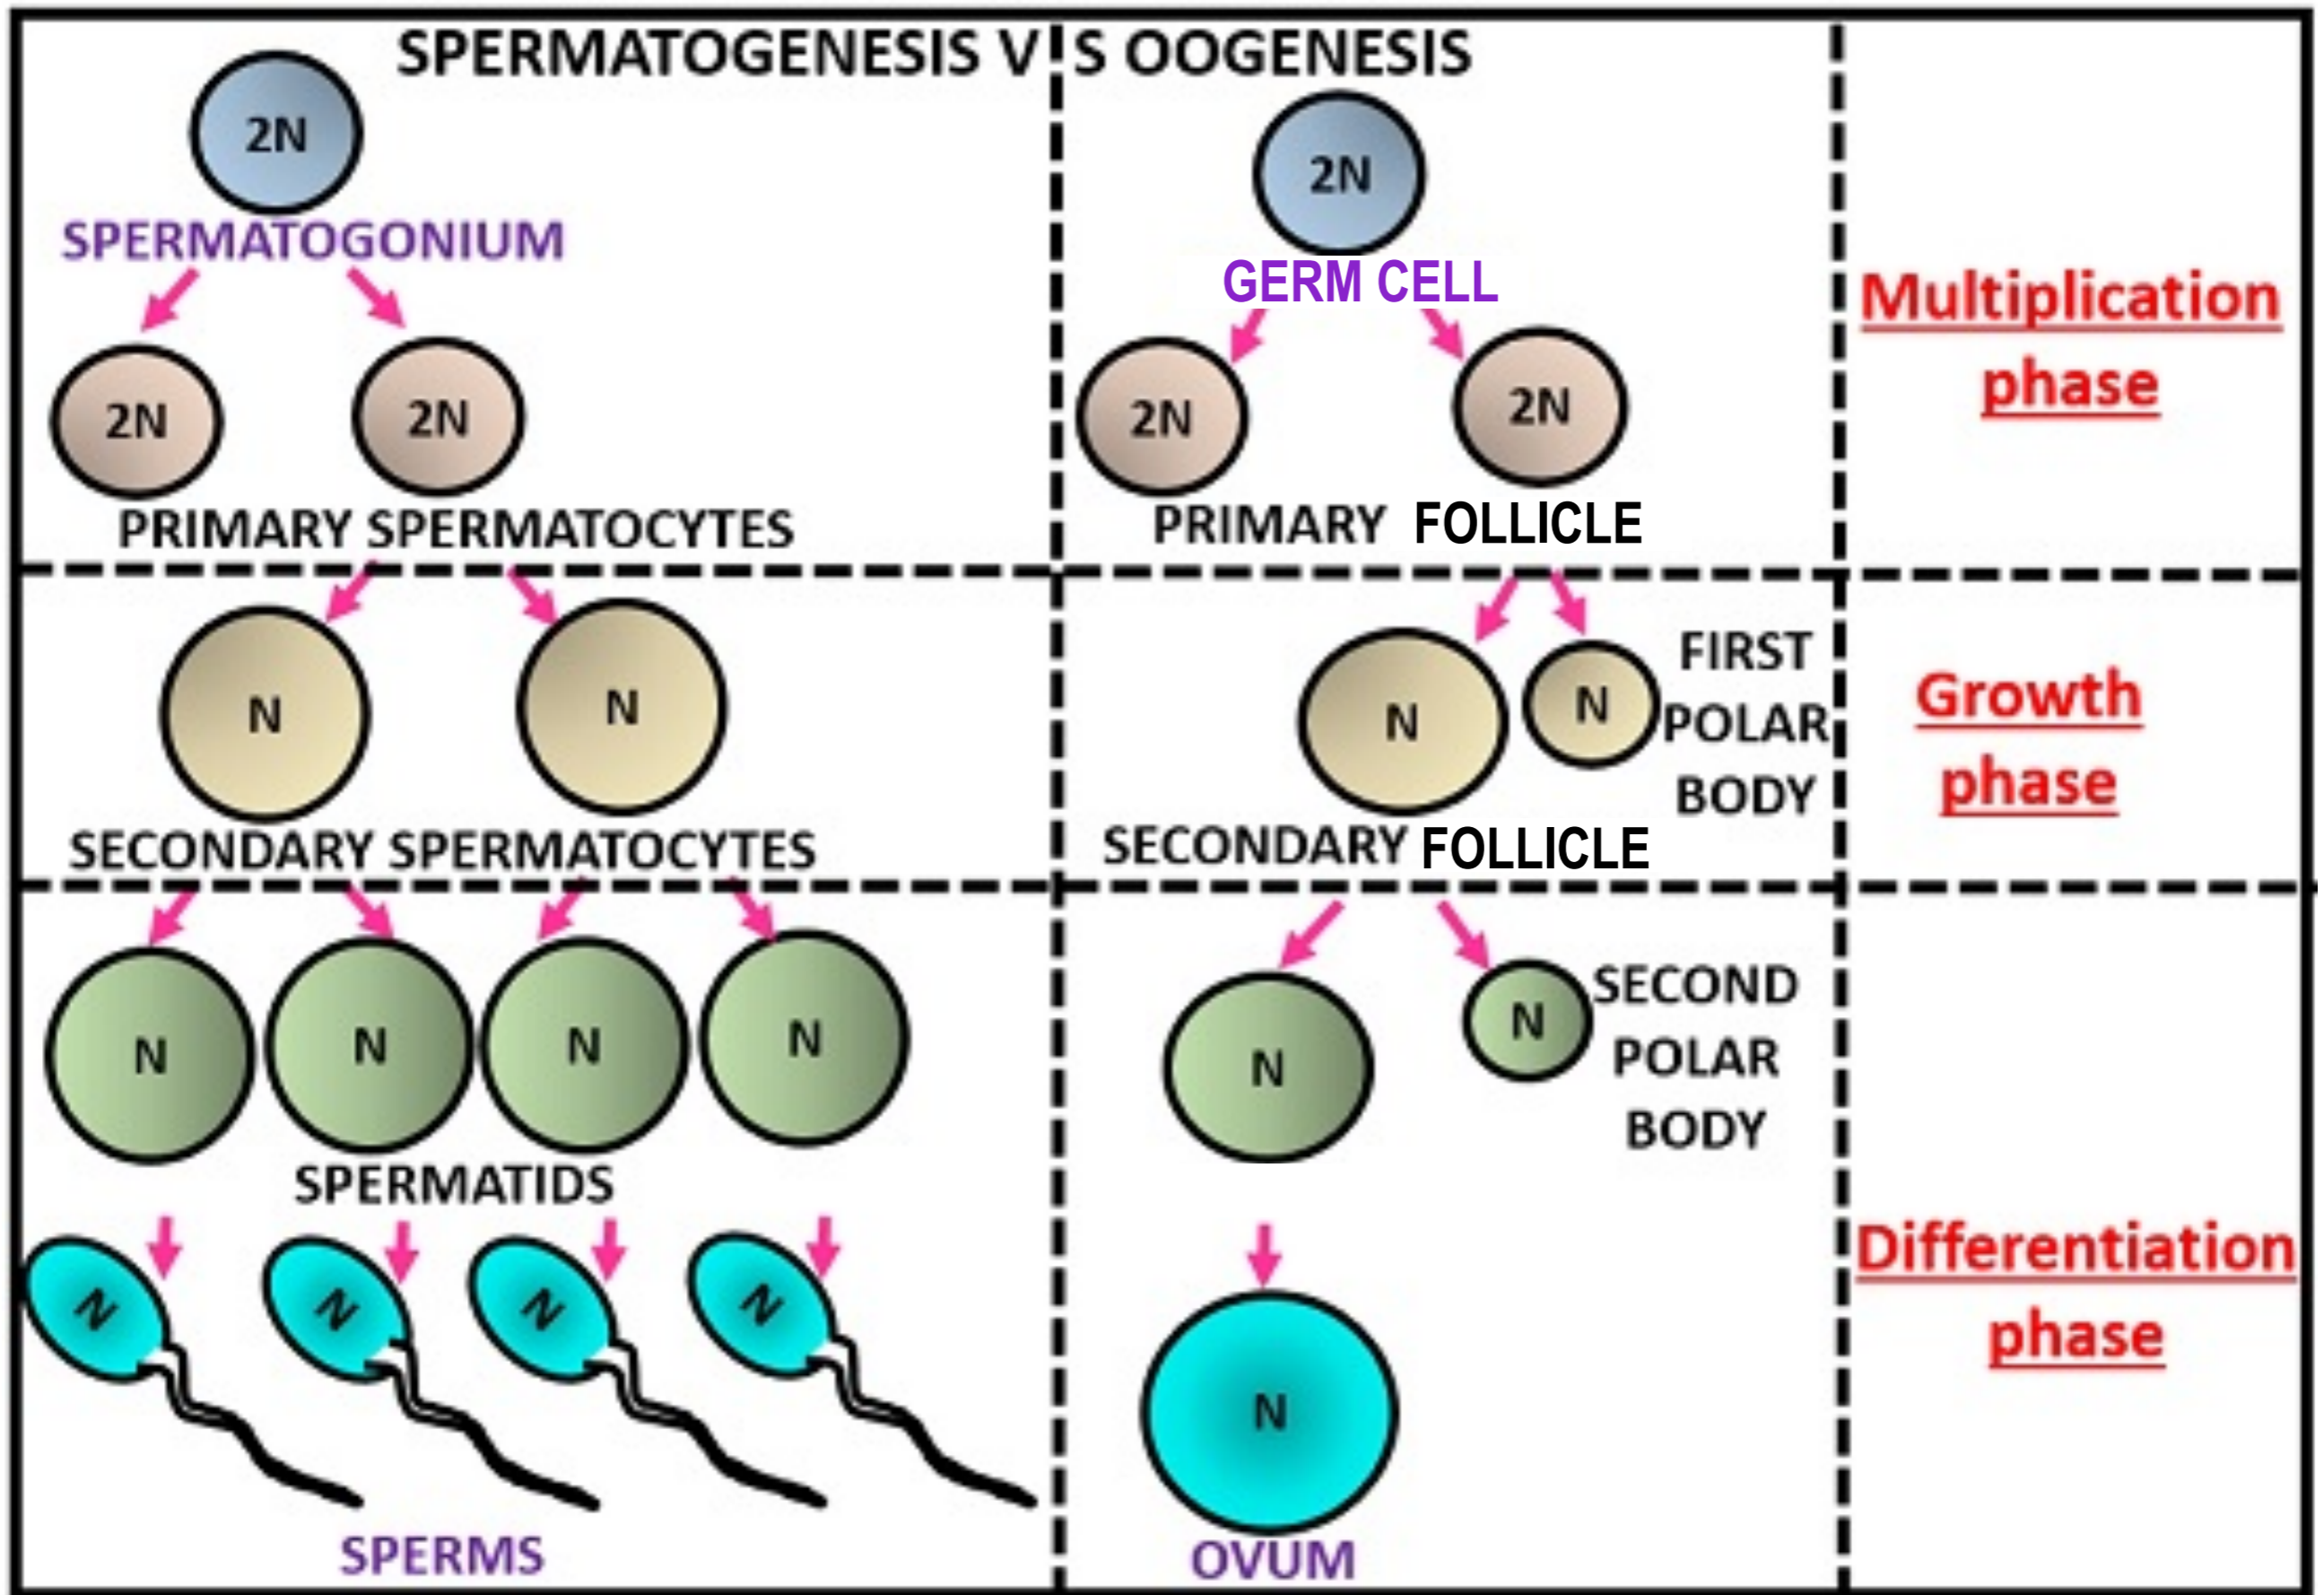 SPERMATOGENESIS V S OOGENESIS
2N
SPERMATOGONIUM
2N 2N
PRIMARY SPERMATOCYTES
2N
GERM CELL
2N 2N
PRIMARY FOLLICLE
Multiplication
phase
N N
SECONDARY SPERMATOCYTES
N N
FIRST
POLAR
BODY
SECONDARY FOLLICLE
Growth
phase
N N N N
SPERMATIDS
N N N N
SPERMS
N N
SECOND
POLAR
BODY
N
OVUM
Differentiation
phase